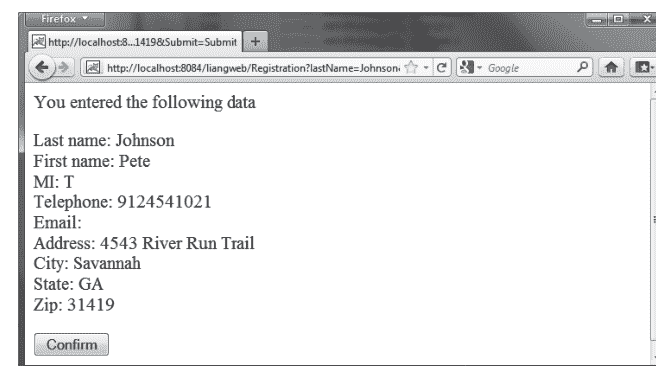 Firefox
http://localhost:8...1419&Submit=Submit
http://localhost:8084/liangweb/Registration?lastName=Johnson
Google
You entered the following data
Last name: Johnson
First name: Pete
MI: T
Telephone: 9124541021
Email:
Address: 4543 River Run Trail
City: Savannah
State: GA
Zip: 31419
Confirm